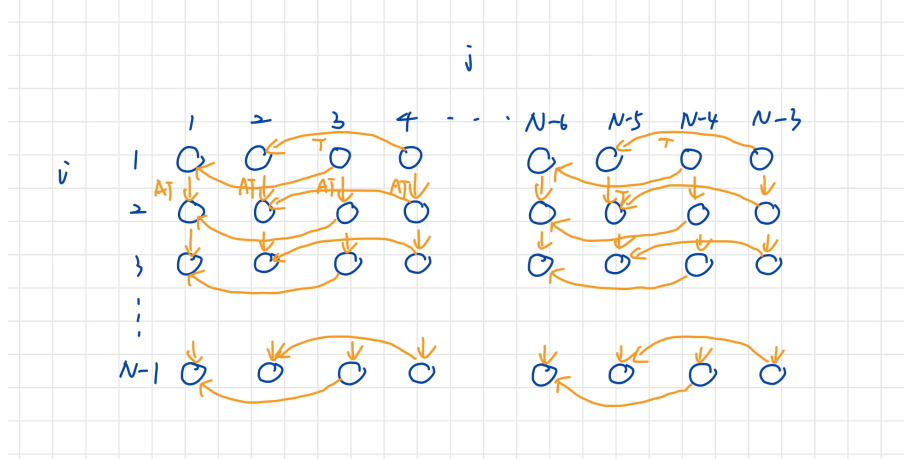 j
1 2 3 4 · · · N-6 N-5 N-4 N-3
i 1 T T
AT AT AT AT T
2
3
⋮
N-1